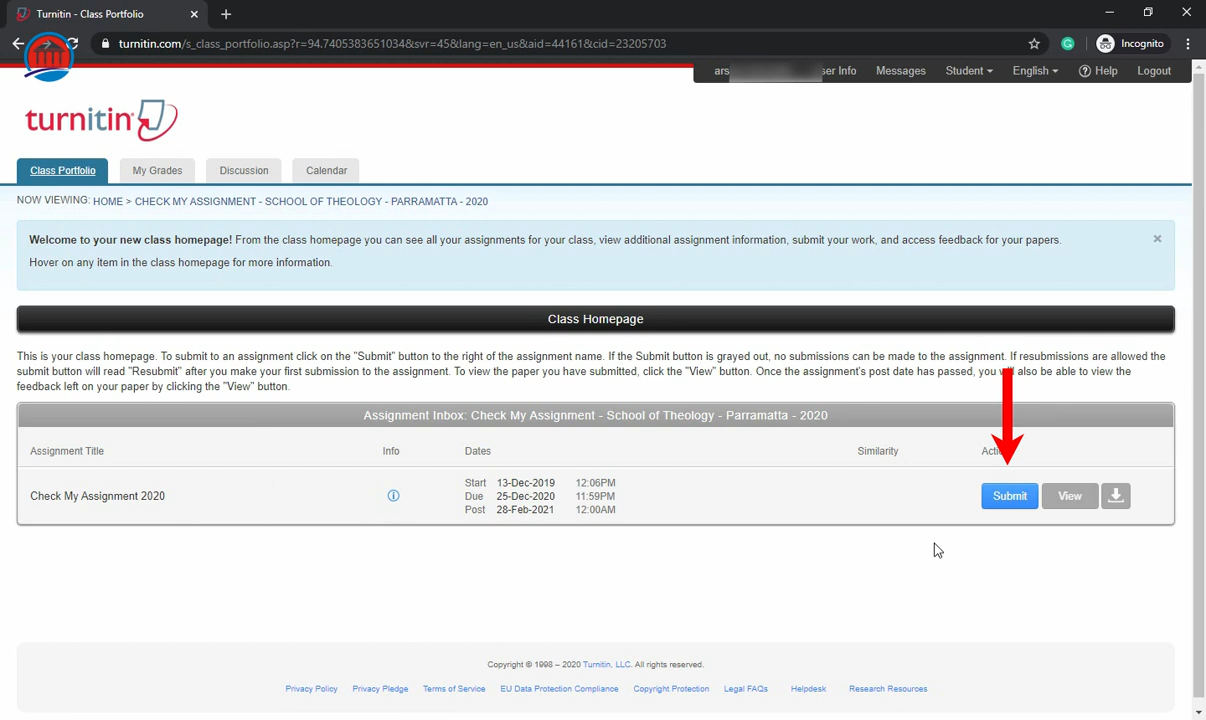 Turnitin - Class Portfolio
turnitin.com/s_class_portfolio.asp?r=94.7405383651034&svr=45&lang=en_us&aid=44161&cid=23205703
Incognito
ars ser Info Messages Student English Help Logout
turnitin
Class Portfolio My Grades Discussion Calendar
NOW VIEWING: HOME > CHECK MY ASSIGNMENT - SCHOOL OF THEOLOGY - PARRAMATTA - 2020
Welcome to your new class homepage! From the class homepage you can see all your assignments for your class, view additional assignment information, submit your work, and access feedback for your papers.
Hover on any item in the class homepage for more information.
Class Homepage
This is your class homepage. To submit to an assignment click on the "Submit" button to the right of the assignment name. If the Submit button is grayed out, no submissions can be made to the assignment. If resubmissions are allowed the
submit button will read "Resubmit" after you make your first submission to the assignment. To view the paper you have submitted, click the "View" button. Once the assignment's post date has passed, you will also be able to view the
feedback left on your paper by clicking the "View" button.
Assignment Inbox: Check My Assignment - School of Theology - Parramatta - 2020
Assignment Title Info Dates Similarity
Start 13-Dec-2019 12:06PM
Check My Assignment 2020 Due 25-Dec-2020 11:59PM Submit View
Post 28-Feb-2021 12:00AM
Copyright © 1998 – 2020 Turnitin, LLC. All rights reserved.
Privacy Policy Privacy Pledge Terms of Service EU Data Protection Compliance Copyright Protection Legal FAQs Helpdesk Research Resources